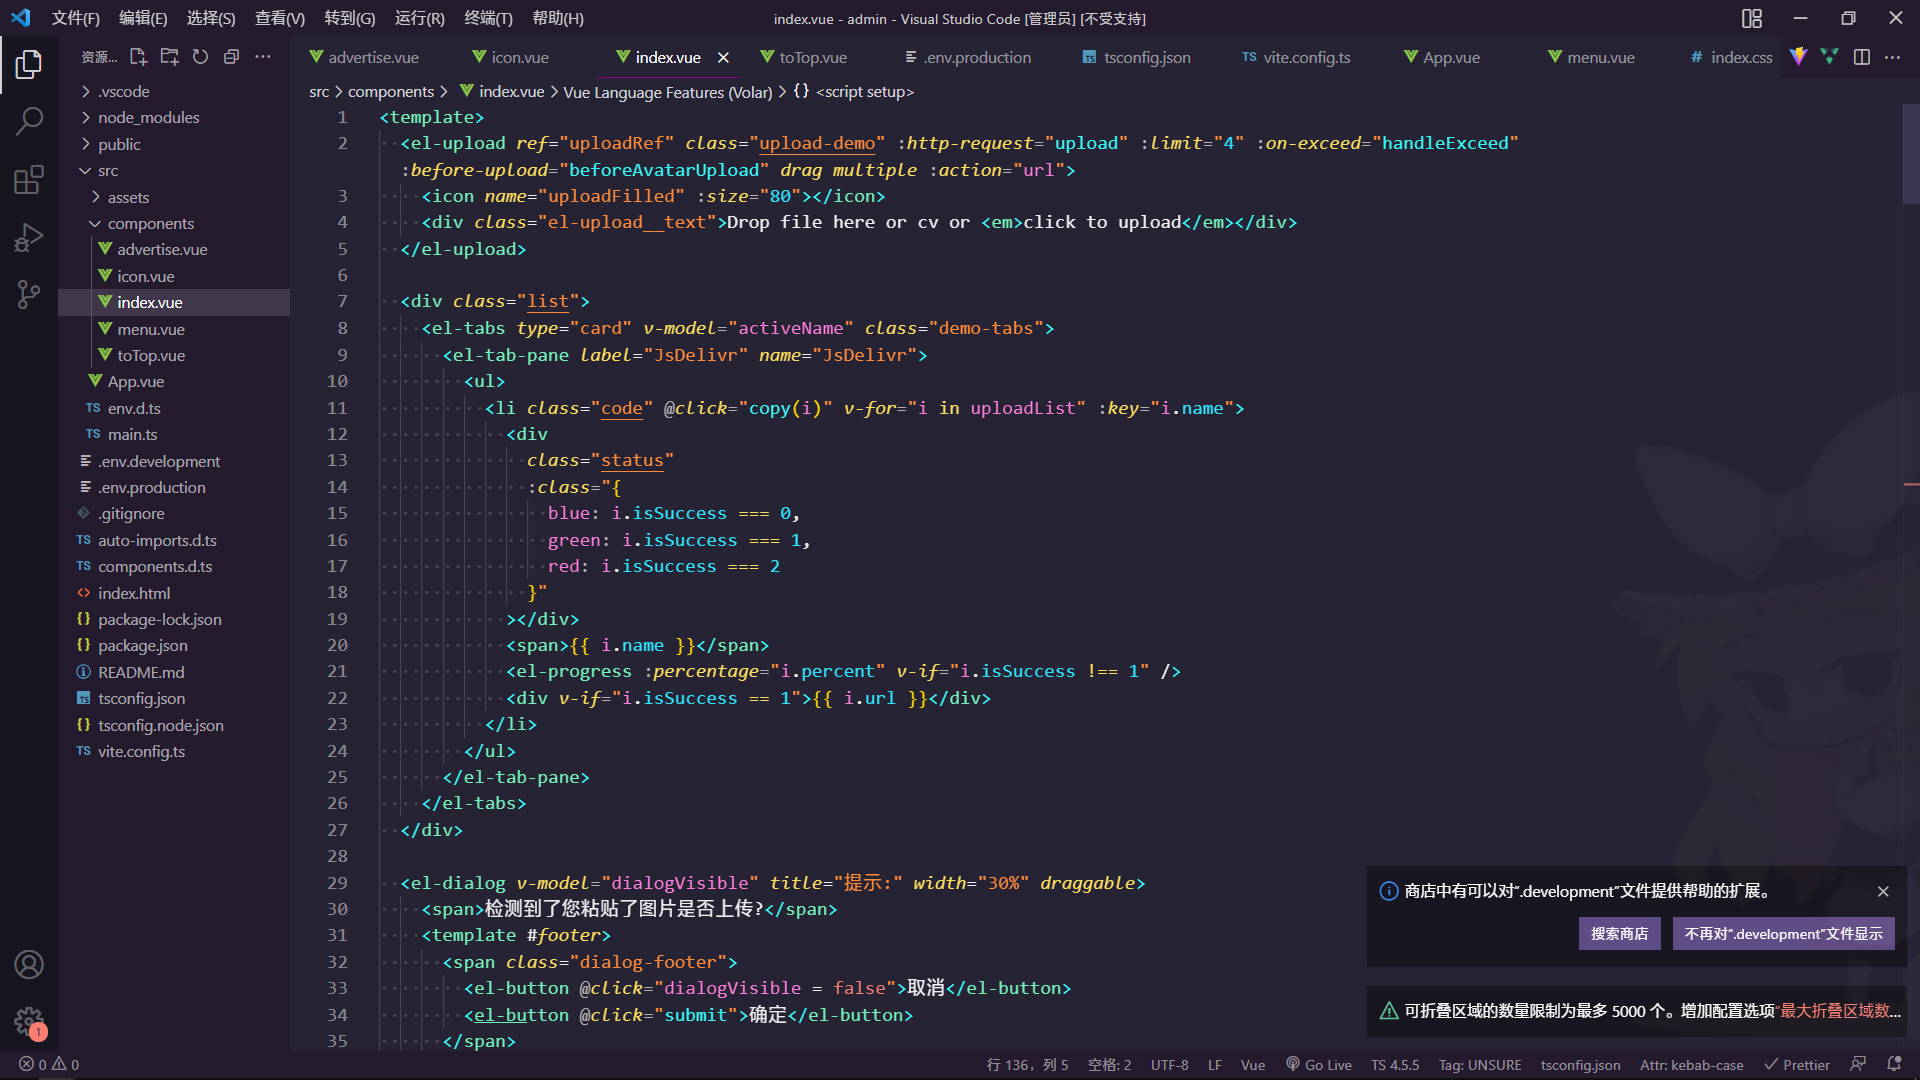 文件(F) 编辑(E) 选择(S) 查看(V) 转到(G) 运行(R) 终端(T) 帮助(H)
index.vue - admin - Visual Studio Code [管理员] [不受支持]
资源...
advertise.vue icon.vue index.vue toTop.vue .env.production tsconfig.json vite.config.ts App.vue menu.vue index.css
src > components > index.vue > Vue Language Features (Volar) > {} <script setup>
.vscode
node_modules
public
src
assets
components
advertise.vue
icon.vue
index.vue
menu.vue
toTop.vue
App.vue
env.d.ts
main.ts
.env.development
.env.production
.gitignore
auto-imports.d.ts
components.d.ts
index.html
package-lock.json
package.json
README.md
tsconfig.json
tsconfig.node.json
vite.config.ts
1 <template>
2 <el-upload ref="uploadRef" class="upload-demo" :http-request="upload" :limit="4" :on-exceed="handleExceed"
:before-upload="beforeAvatarUpload" drag multiple :action="url">
3 <icon name="uploadFilled" :size="80"></icon>
4 <div class="el-upload__text">Drop file here or cv or <em>click to upload</em></div>
5 </el-upload>
6
7 <div class="list">
8 <el-tabs type="card" v-model="activeName" class="demo-tabs">
9 <el-tab-pane label="JsDelivr" name="JsDelivr">
10 <ul>
11 <li class="code" @click="copy(i)" v-for="i in uploadList" :key="i.name">
12 <div
13 class="status"
14 :class="{
15 blue: i.isSuccess === 0,
16 green: i.isSuccess === 1,
17 red: i.isSuccess === 2
18 }"
19 ></div>
20 <span>{{ i.name }}</span>
21 <el-progress :percentage="i.percent" v-if="i.isSuccess !== 1" />
22 <div v-if="i.isSuccess == 1">{{ i.url }}</div>
23 </li>
24 </ul>
25 </el-tab-pane>
26 </el-tabs>
27 </div>
28
29 <el-dialog v-model="dialogVisible" title="提示:" width="30%" draggable>
30 <span>检测到了您粘贴了图片是否上传?</span>
31 <template #footer>
32 <span class="dialog-footer">
33 <el-button @click="dialogVisible = false">取消</el-button>
34 <el-button @click="submit">确定</el-button>
35 </span>
商店中有可以对“.development”文件提供帮助的扩展。
搜索商店 不再对“.development”文件显示
可折叠区域的数量限制为最多 5000 个。增加配置选项“最大折叠区域数...
1
0 0
行 136，列 5 空格: 2 UTF-8 LF Vue Go Live TS 4.5.5 Tag: UNSURE tsconfig.json Attr: kebab-case Prettier